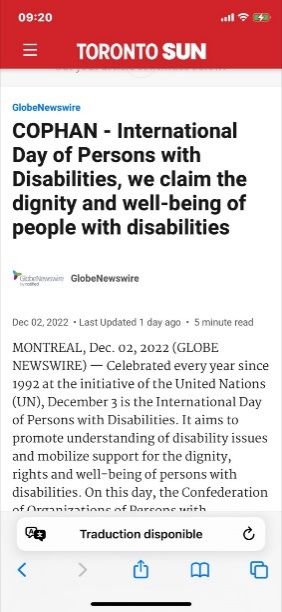 09:20
TORONTO SUN
GlobeNewswire
COPHAN - International
Day of Persons with
Disabilities, we claim the
dignity and well-being of
people with disabilities
GlobeNewswire
by notified
GlobeNewswire
Dec 02, 2022 • Last Updated 1 day ago • 5 minute read
MONTREAL, Dec. 02, 2022 (GLOBE
NEWSWIRE) — Celebrated every year since
1992 at the initiative of the United Nations
(UN), December 3 is the International Day
of Persons with Disabilities. It aims to
promote understanding of disability issues
and mobilize support for the dignity,
rights and well-being of persons with
disabilities. On this day, the Confederation
of Organizations of Persons with
Traduction disponible